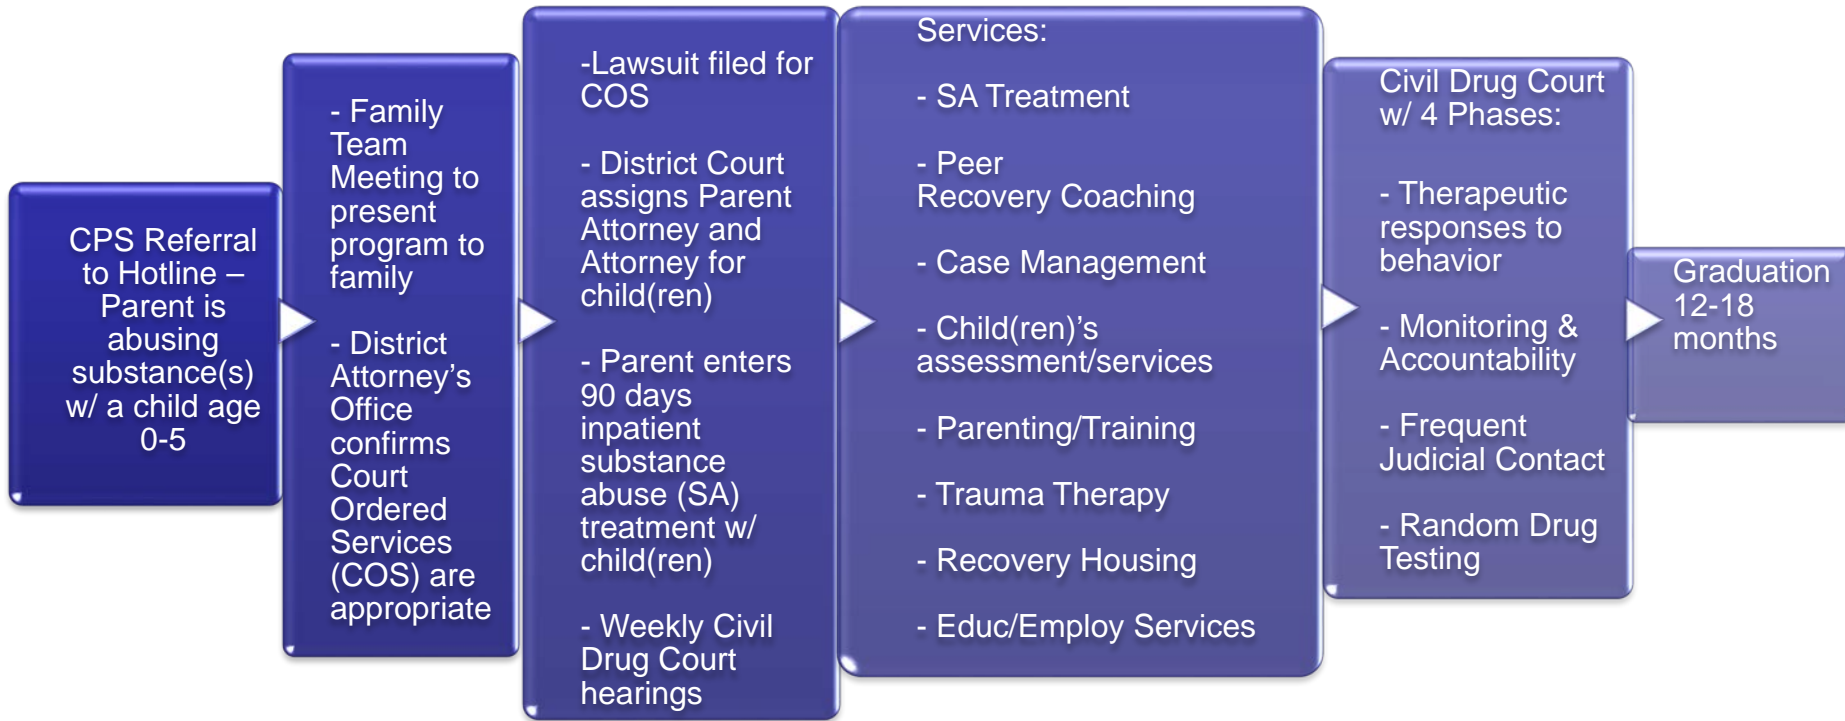 CPS Referral
to Hotline –
Parent is
abusing
substance(s)
w/ a child age
0-5
- Family
Team
Meeting to
present
program to
family
- District
Attorney’s
Office
confirms
Court
Ordered
Services
(COS) are
appropriate
-Lawsuit filed for
COS
- District Court
assigns Parent
Attorney and
Attorney for
child(ren)
- Parent enters
90 days
inpatient
substance
abuse (SA)
treatment w/
child(ren)
- Weekly Civil
Drug Court
hearings
Services:
- SA Treatment
- Peer
Recovery Coaching
- Case Management
- Child(ren)’s
assessment/services
- Parenting/Training
- Trauma Therapy
- Recovery Housing
- Educ/Employ Services
Civil Drug Court
w/ 4 Phases:
- Therapeutic
responses to
behavior
- Monitoring &
Accountability
- Frequent
Judicial Contact
- Random Drug
Testing
Graduation
12-18
months